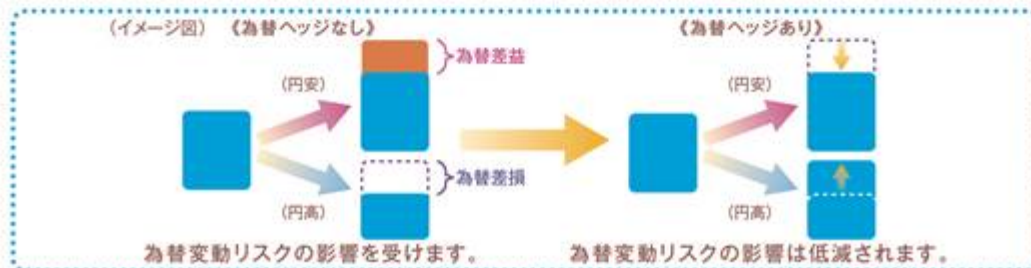 (イメージ図) 《為替ヘッジなし》
為替差益
(円安)
為替差損
(円高)
為替変動リスクの影響を受けます。
《為替ヘッジあり》
(円安)
(円高)
為替変動リスクの影響は低減されます。